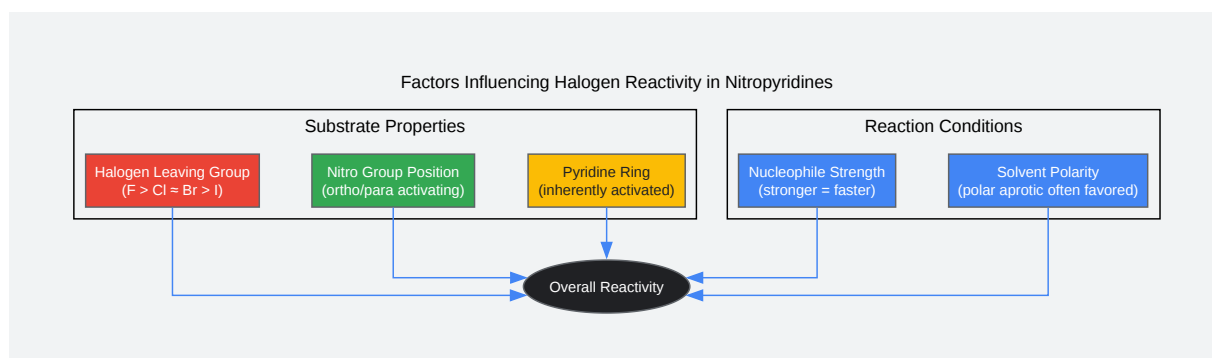 Factors Influencing Halogen Reactivity in Nitropyridines
Substrate Properties
Halogen Leaving Group
(F > Cl ≈ Br > I)
Nitro Group Position
(ortho/para activating)
Pyridine Ring
(inherently activated)
Reaction Conditions
Nucleophile Strength
(stronger = faster)
Solvent Polarity
(polar aprotic often favored)
Overall Reactivity